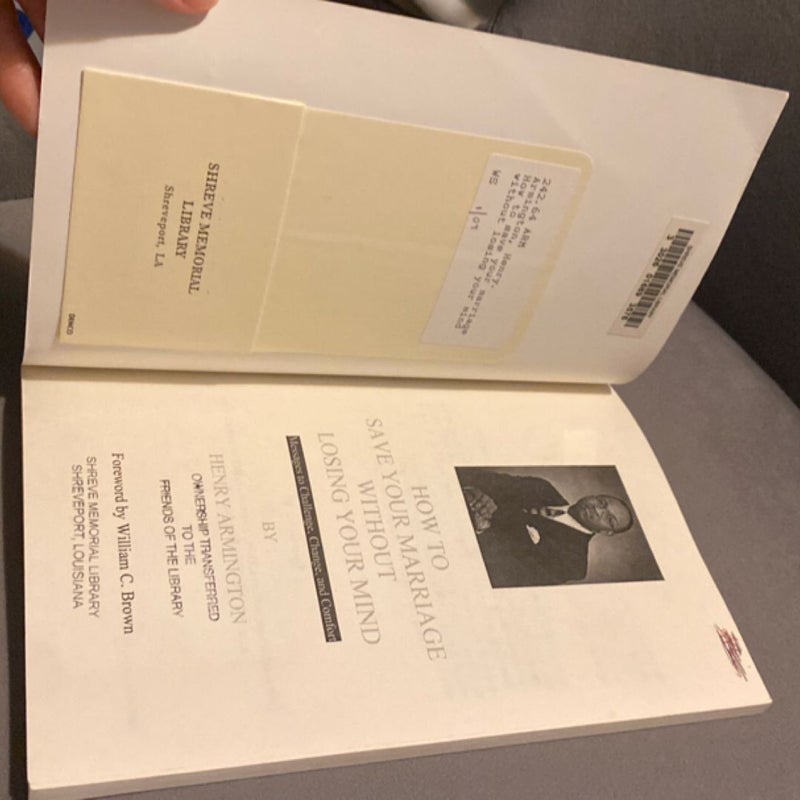 SHREVE MEMORIAL
LIBRARY
Shreveport, LA
DEMCO
242.64 ARM
Armington, Henry.
How to save your marriage
without losing your mind
WS 1/07
HOW TO
SAVE YOUR MARRIAGE
WITHOUT
LOSING YOUR MIND
Messages to Challenge, Change, and Comfort
BY
HENRY ARMINGTON
OWNERSHIP TRANSFERRED
TO THE
FRIENDS OF THE LIBRARY
Foreword by William C. Brown
SHREVE MEMORIAL LIBRARY
SHREVEPORT, LOUISIANA